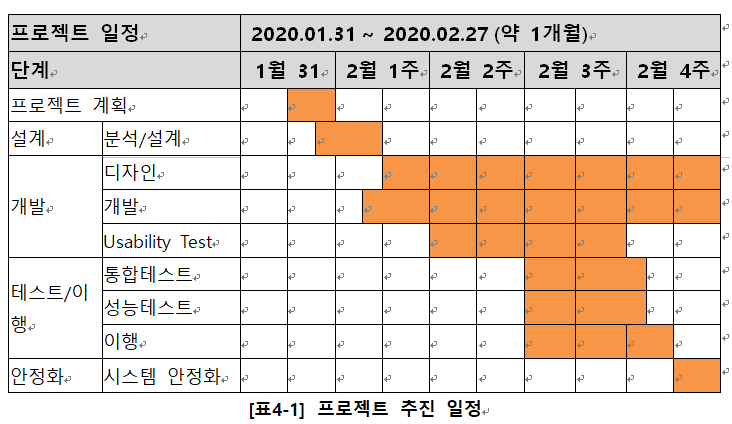 프로젝트 일정 2020.01.31 ~ 2020.02.27 (약 1개월)
단계 1월 31 2월 1주 2월 2주 2월 3주 2월 4주
프로젝트 계획
설계 분석/설계
개발
디자인
개발
Usability Test
테스트/이
행
통합테스트
성능테스트
이행
안정화 시스템 안정화
[표4-1] 프로젝트 추진 일정